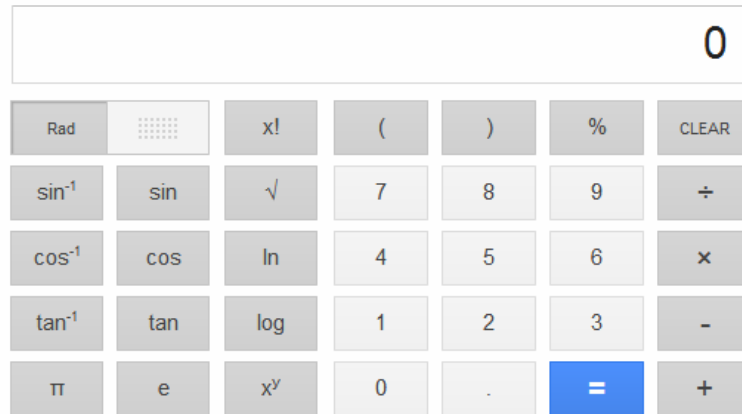 0
Rad x! ( ) % CLEAR
sin⁻¹ sin √ 7 8 9 ÷
cos⁻¹ cos ln 4 5 6 ×
tan⁻¹ tan log 1 2 3 -
π e xʸ 0 . = +